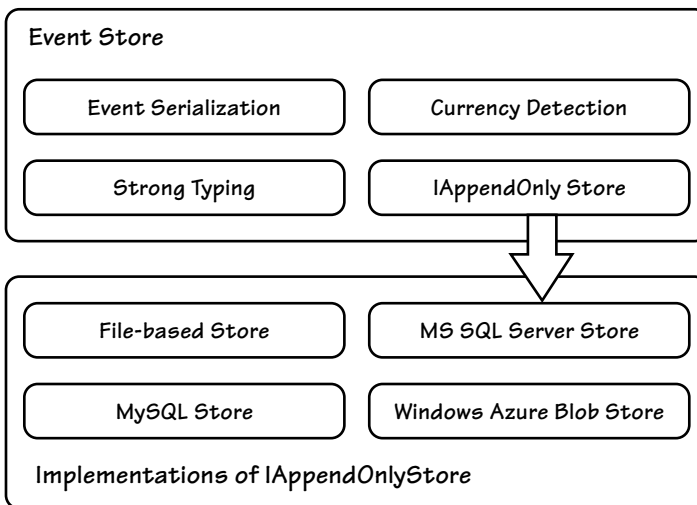 Event Store
Event Serialization
Currency Detection
Strong Typing
IAppendOnly Store
File-based Store
MS SQL Server Store
MySQL Store
Windows Azure Blob Store
Implementations of IAppendOnlyStore